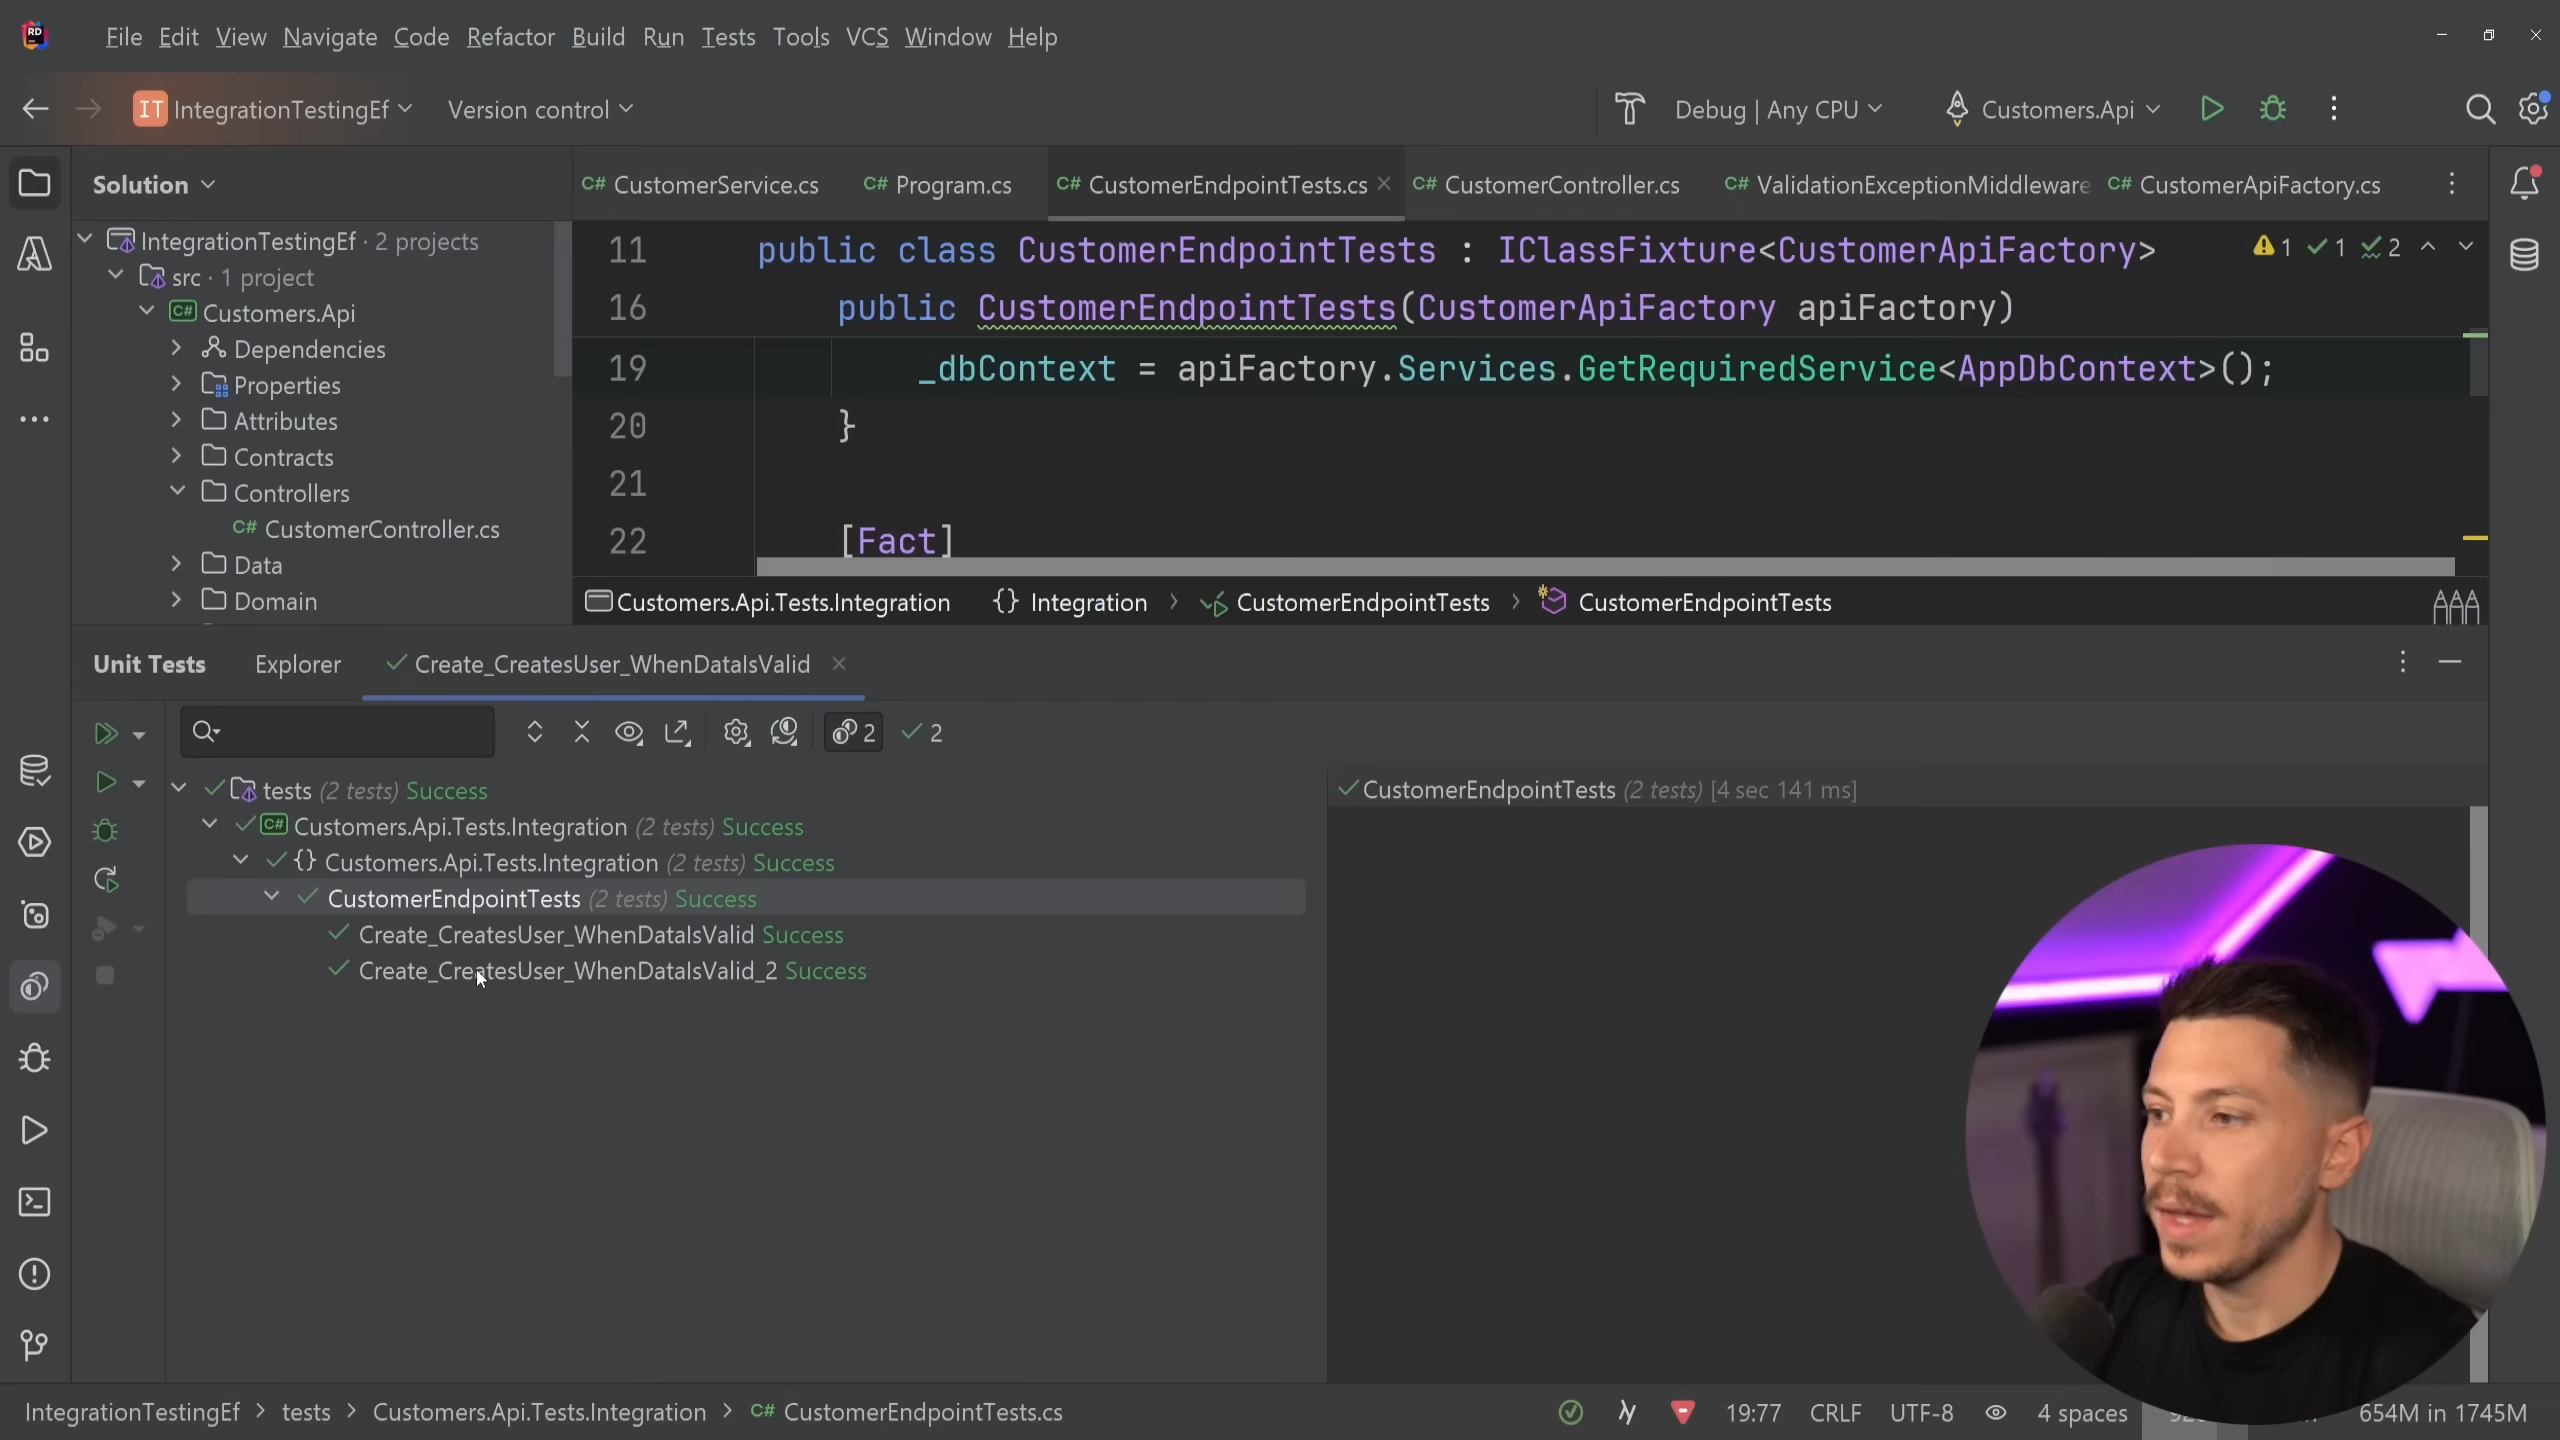 RD File Edit View Navigate Code Refactor Build Run Tests Tools VCS Window Help
IT IntegrationTestingEf Version control Debug | Any CPU Customers.Api
Solution
C# CustomerService.cs C# Program.cs C# CustomerEndpointTests.cs C# CustomerController.cs C# ValidationExceptionMiddleware C# CustomerApiFactory.cs
IntegrationTestingEf · 2 projects
src · 1 project
C# Customers.Api
Dependencies
Properties
Attributes
Contracts
Controllers
C# CustomerController.cs
Data
Domain
11 public class CustomerEndpointTests : IClassFixture<CustomerApiFactory> 1 1 2
16 public CustomerEndpointTests(CustomerApiFactory apiFactory)
19 _dbContext = apiFactory.Services.GetRequiredService<AppDbContext>();
20 }
21
22 [Fact]
Customers.Api.Tests.Integration {} Integration CustomerEndpointTests CustomerEndpointTests
Unit Tests Explorer Create_CreatesUser_WhenDataIsValid
2 2
tests (2 tests) Success
C# Customers.Api.Tests.Integration (2 tests) Success
{} Customers.Api.Tests.Integration (2 tests) Success
CustomerEndpointTests (2 tests) Success
Create_CreatesUser_WhenDataIsValid Success
Create_CreatesUser_WhenDataIsValid_2 Success
CustomerEndpointTests (2 tests) [4 sec 141 ms]
IntegrationTestingEf > tests > Customers.Api.Tests.Integration > C# CustomerEndpointTests.cs 19:77 CRLF UTF-8 4 spaces 654M in 1745M